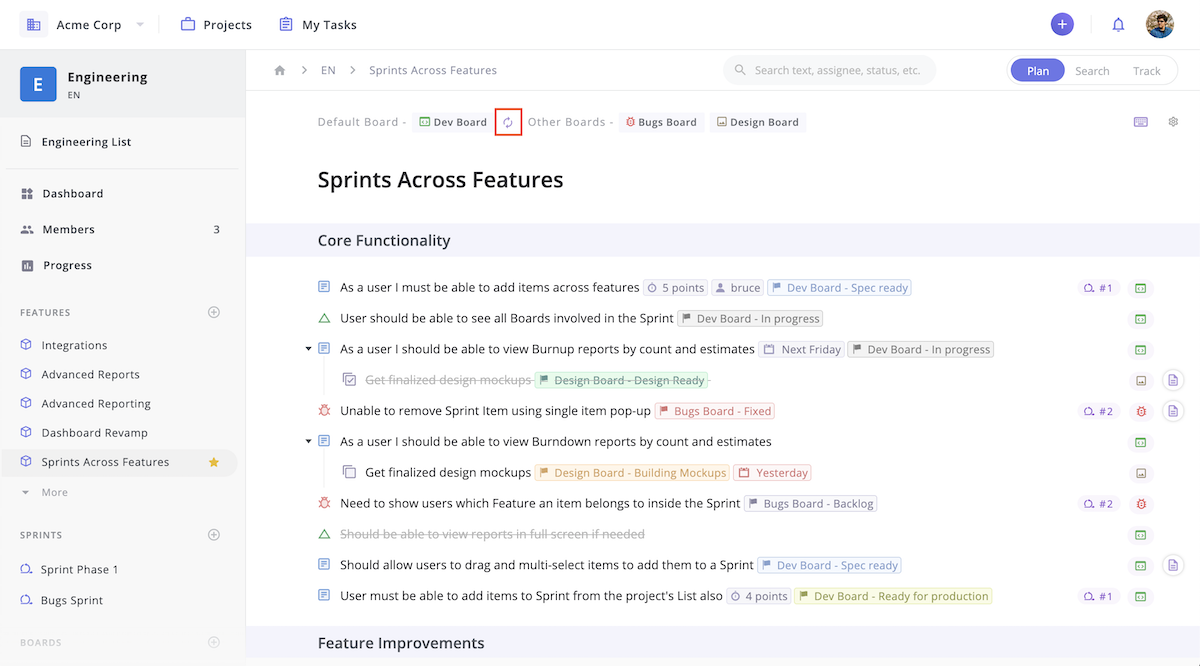 Acme Corp Projects My Tasks
E Engineering
EN
EN Sprints Across Features Search text, assignee, status, etc. Plan Search Track
Engineering List
Dashboard
Members 3
Progress
FEATURES
Integrations
Advanced Reports
Advanced Reporting
Dashboard Revamp
Sprints Across Features
More
SPRINTS
Sprint Phase 1
Bugs Sprint
BOARDS
Default Board - Dev Board Other Boards - Bugs Board Design Board
Sprints Across Features
Core Functionality
As a user I must be able to add items across features 5 points bruce Dev Board - Spec ready #1
User should be able to see all Boards involved in the Sprint Dev Board - In progress
As a user I should be able to view Burnup reports by count and estimates Next Friday Dev Board - In progress
Get finalized design mockups Design Board - Design Ready
Unable to remove Sprint Item using single item pop-up Bugs Board - Fixed #2
As a user I should be able to view Burndown reports by count and estimates
Get finalized design mockups Design Board - Building Mockups Yesterday
Need to show users which Feature an item belongs to inside the Sprint Bugs Board - Backlog #2
Should be able to view reports in full screen if needed
Should allow users to drag and multi-select items to add them to a Sprint Dev Board - Spec ready
User must be able to add items to Sprint from the project's List also 4 points Dev Board - Ready for production #1
Feature Improvements